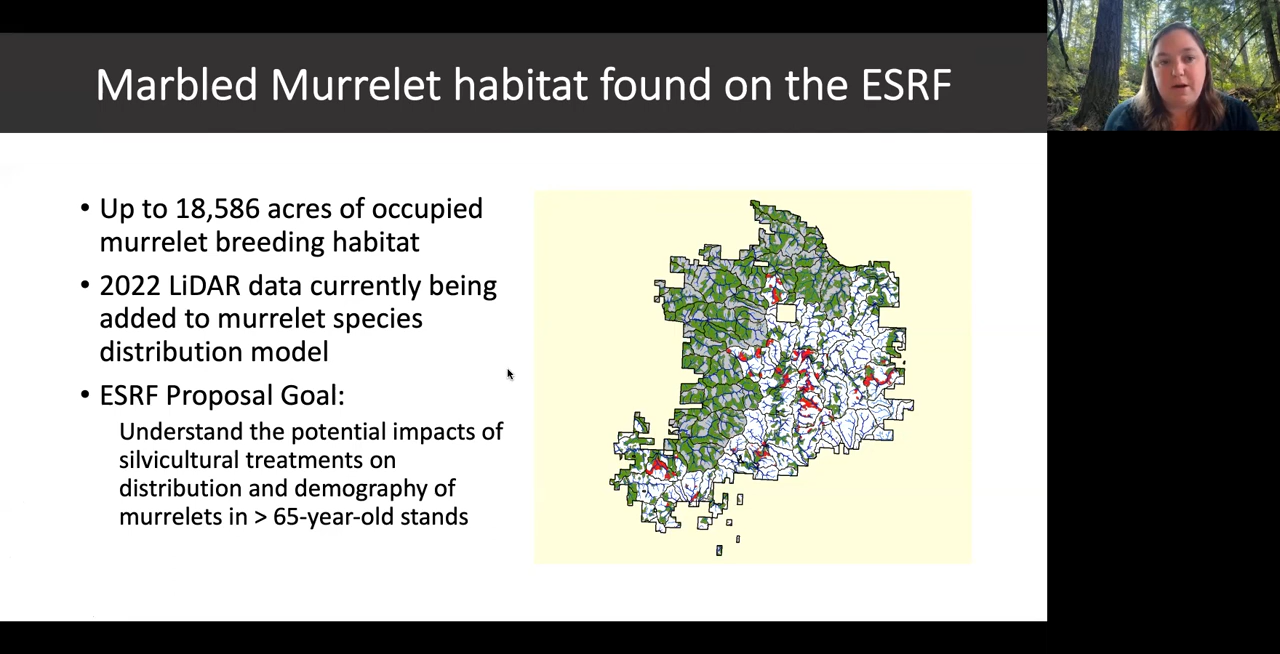 Marbled Murrelet habitat found on the ESRF
• Up to 18,586 acres of occupied
murrelet breeding habitat
• 2022 LiDAR data currently being
added to murrelet species
distribution model
• ESRF Proposal Goal:
Understand the potential impacts of
silvicultural treatments on
distribution and demography of
murrelets in > 65-year-old stands